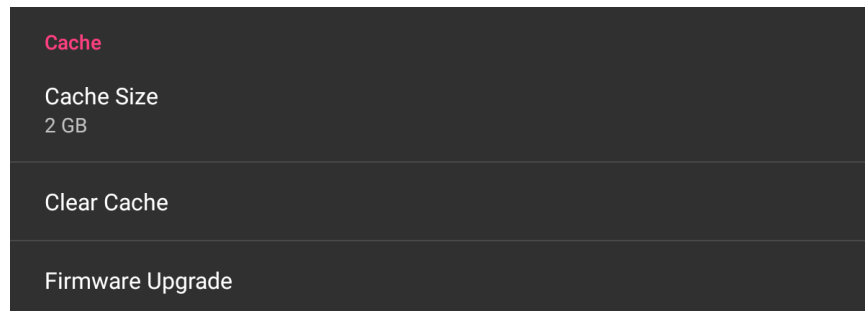 Cache
Cache Size
2 GB
Clear Cache
Firmware Upgrade